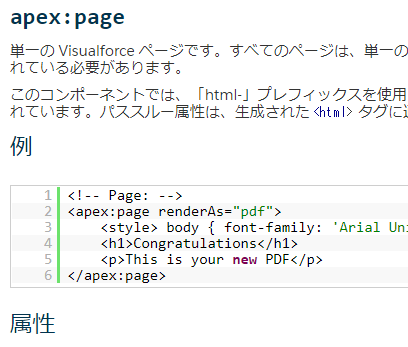 apex:page
単一の Visualforce ページです。すべてのページは、単一の
れている必要があります。
このコンポーネントでは、「html-」プレフィックスを使用
れています。パススルー属性は、生成された <html> タグに
例
1 <!-- Page: -->
2 <apex:page renderAs="pdf">
3 <style> body { font-family: 'Arial Uni
4 <h1>Congratulations</h1>
5 <p>This is your new PDF</p>
6 </apex:page>
属性